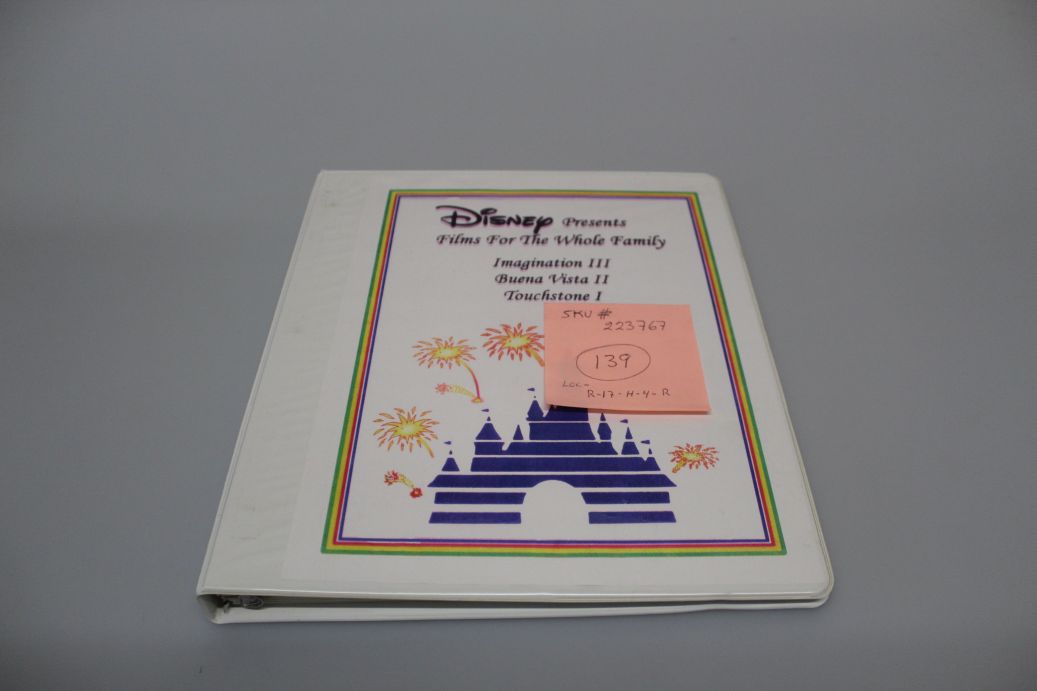 Disney Presents
Films For The Whole Family
Imagination III
Buena Vista II
Touchstone I
SKU #
223767
139
LOC-
R-17-H-4-R